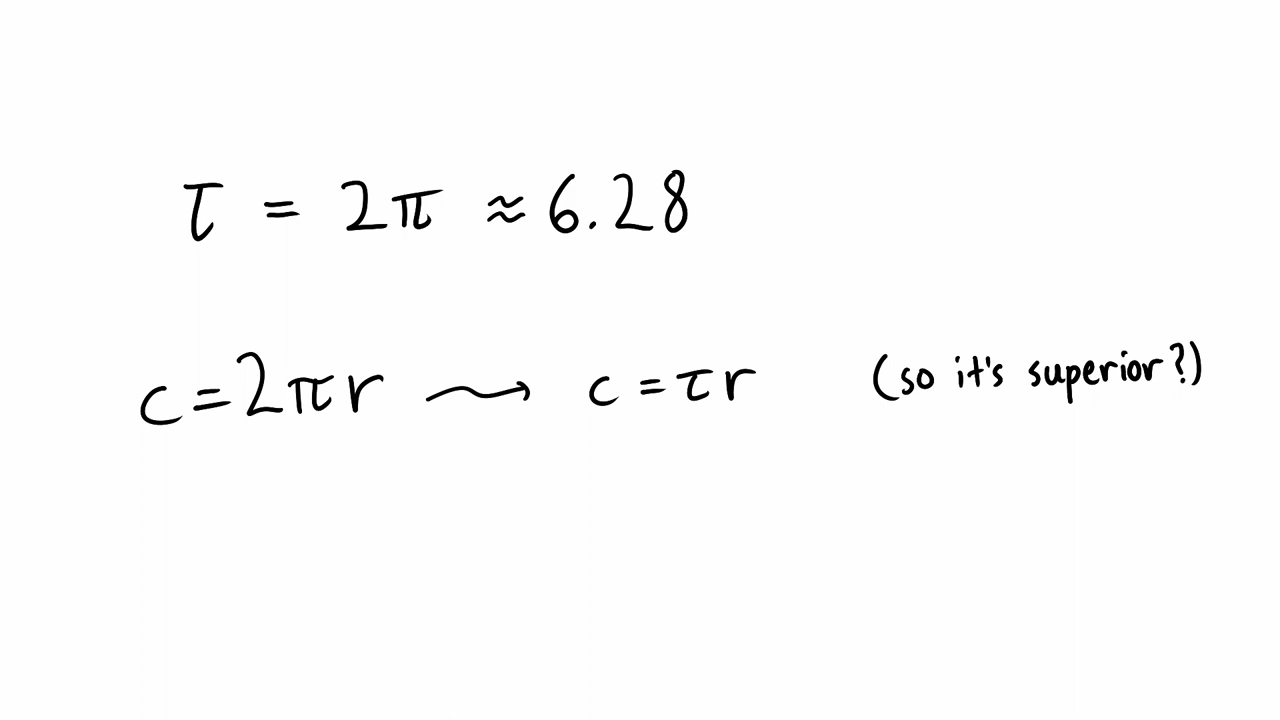 τ = 2π ≈ 6.28
c = 2πr ⇝ c = τr (so it's superior?)